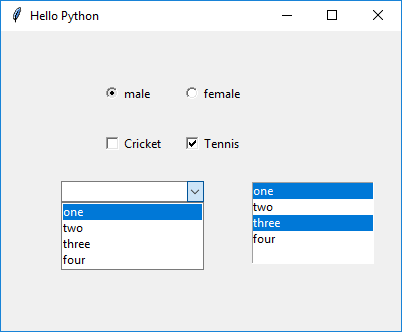 Hello Python
male female
Cricket Tennis
one
two
three
four
one
two
three
four